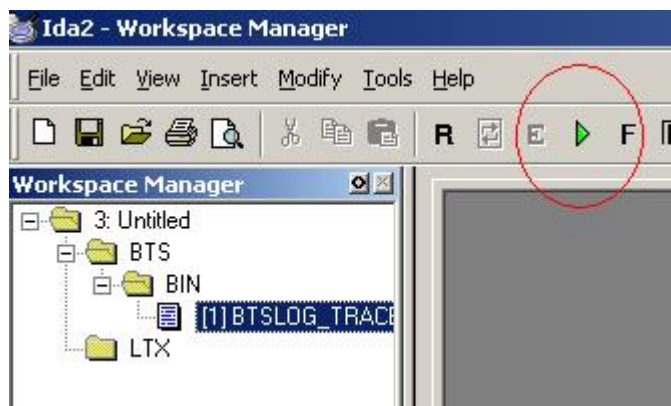 Ida2 - Workspace Manager
File Edit View Insert Modify Tools Help
R E F
Workspace Manager
3: Untitled
BTS
BIN
[1] BTSLOG_TRACE
LTX